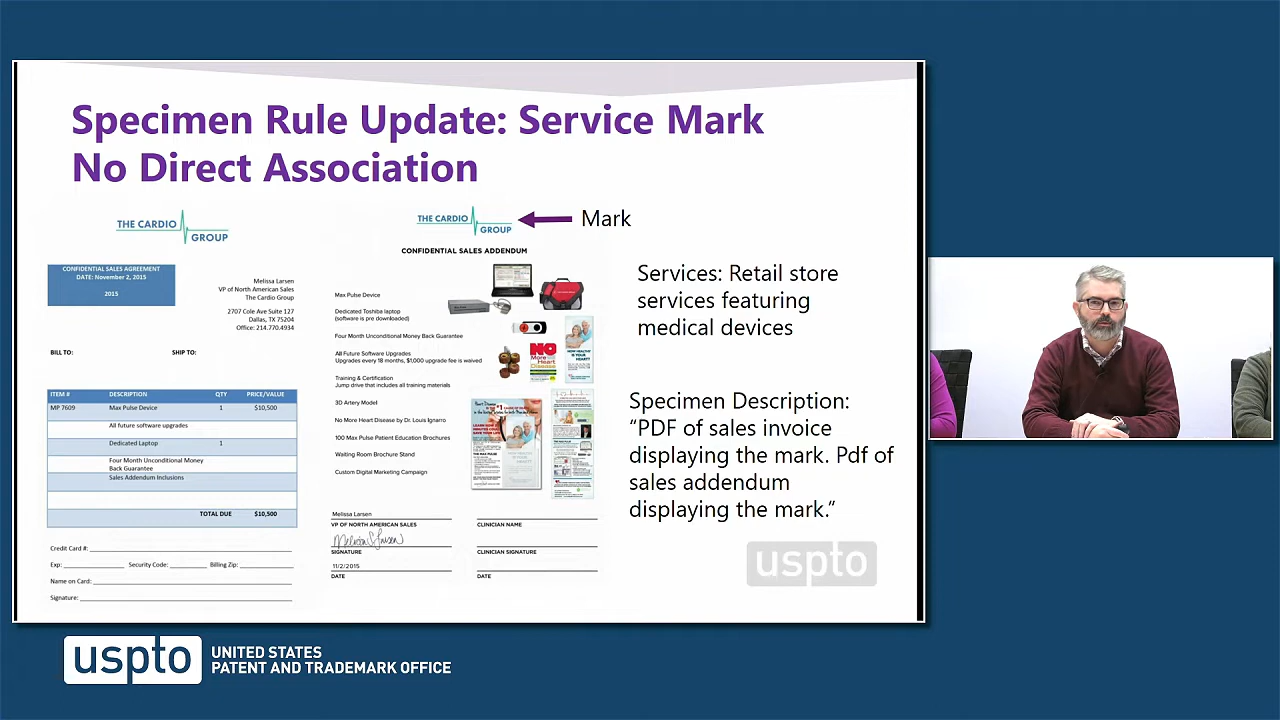 Specimen Rule Update: Service Mark
No Direct Association
THE CARDIO
GROUP
CONFIDENTIAL SALES AGREEMENT
DATE: November 2, 2015
2015
Melissa Larsen
VP of North American Sales
The Cardio Group
2707 Cole Ave Suite 127
Dallas, TX 75204
Office: 214.770.4934
BILL TO: SHIP TO:
ITEM # DESCRIPTION QTY PRICE/VALUE
MP 7609 Max Pulse Device 1 $10,500
All future software upgrades
Dedicated Laptop 1
Four Month Unconditional Money
Back Guarantee
Sales Addendum Inclusions
TOTAL DUE $10,500
Credit Card #:
Exp: Security Code: Billing Zip:
Name on Card:
Signature:
THE CARDIO
GROUP
Mark
CONFIDENTIAL SALES ADDENDUM
Max Pulse Device
Dedicated Toshiba laptop
(software is pre downloaded)
Four Month Unconditional Money Back Guarantee
All Future Software Upgrades
Upgrades every 18 months, $1,000 upgrade fee is waived
Training & Certification
Jump drive that includes all training materials
3D Artery Model
No More Heart Disease by Dr. Louis Ignarro
100 Max Pulse Patient Education Brochures
Waiting Room Brochure Stand
Custom Digital Marketing Campaign
NO
More
Heart
Disease
Melissa Larsen
VP OF NORTH AMERICAN SALES CLINICIAN NAME
SIGNATURE CLINICIAN SIGNATURE
11/2/2015
DATE DATE
Services: Retail store
services featuring
medical devices
Specimen Description:
“PDF of sales invoice
displaying the mark. Pdf of
sales addendum
displaying the mark.“
uspto
uspto
UNITED STATES
PATENT AND TRADEMARK OFFICE